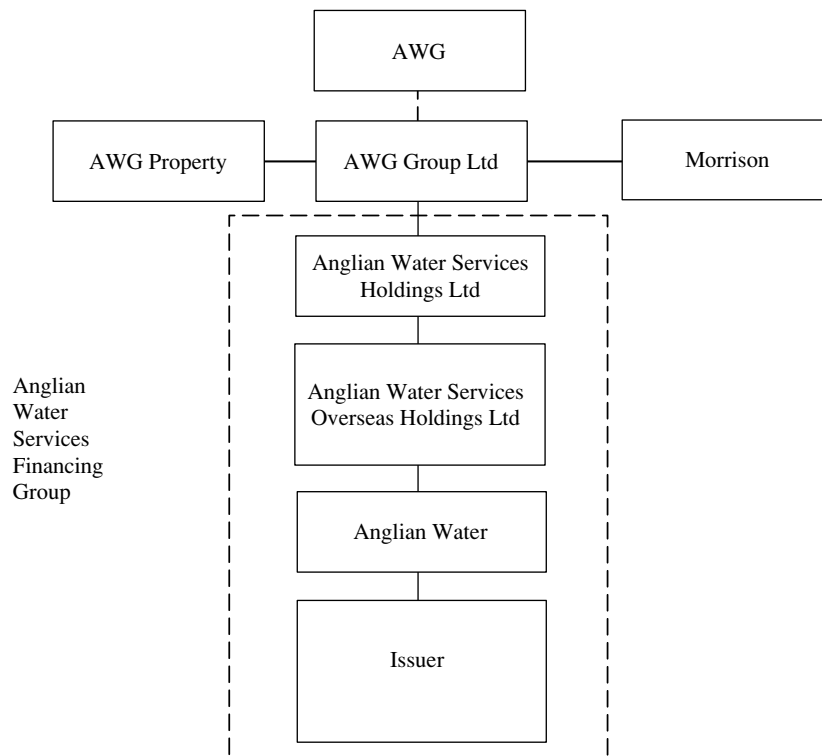 AWG
AWG Property
AWG Group Ltd
Morrison
Anglian Water Services
Holdings Ltd
Anglian Water Services
Overseas Holdings Ltd
Anglian
Water
Services
Financing
Group
Anglian Water
Issuer